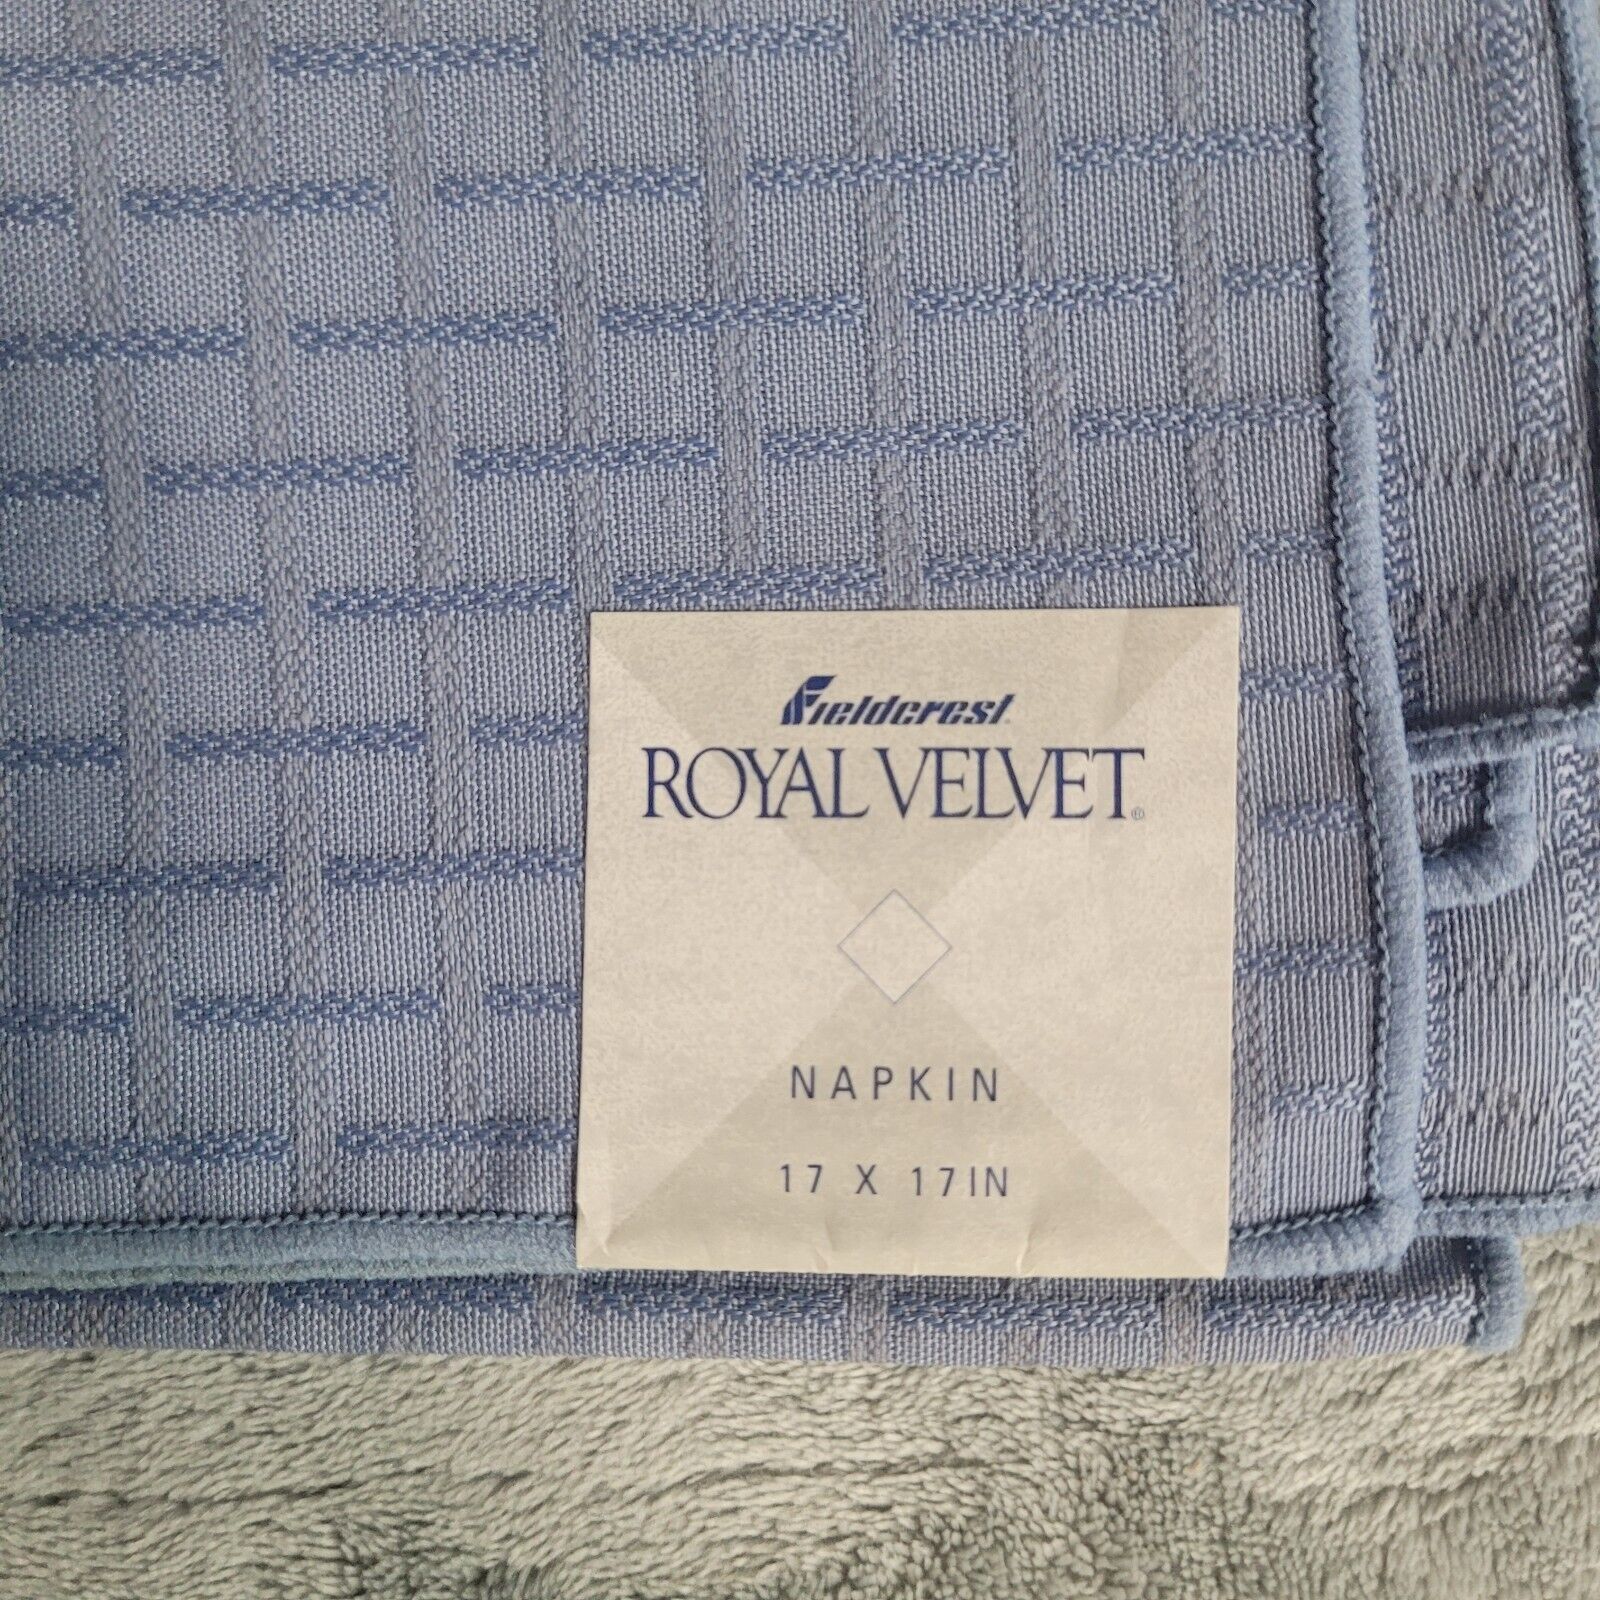 Fieldcrest
ROYAL VELVET®
NAPKIN
17 X 17IN